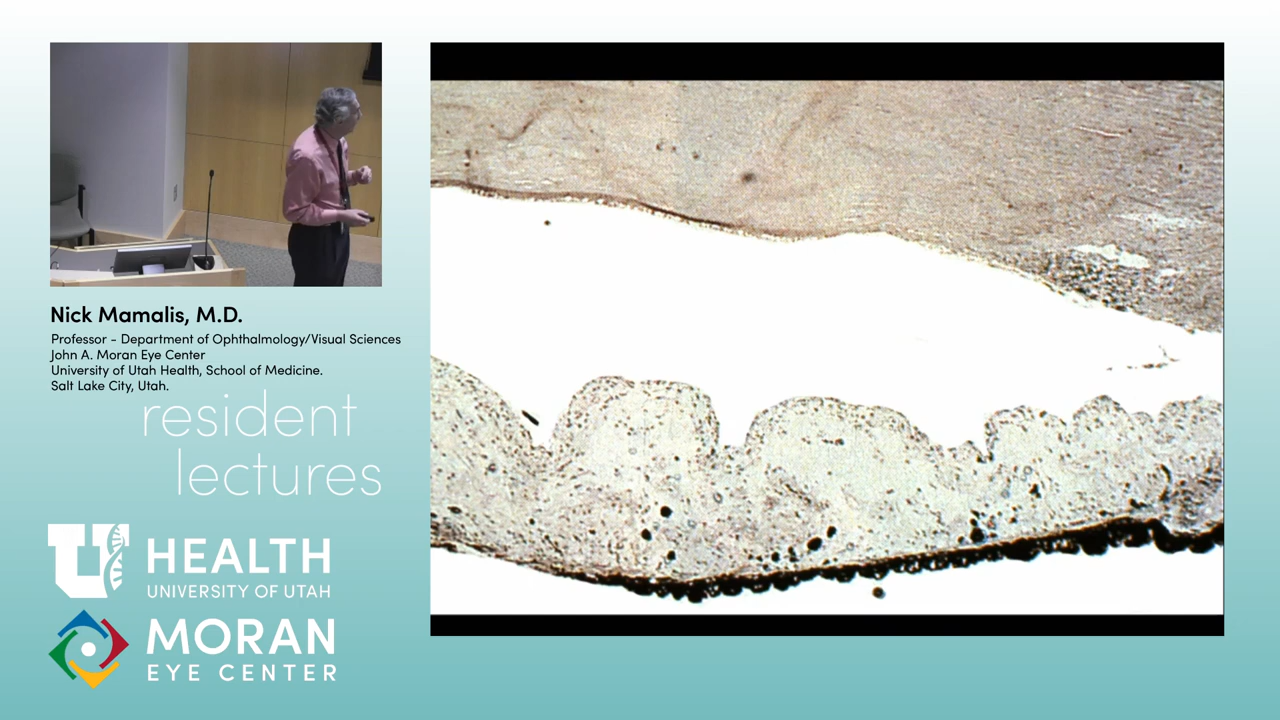 Nick Mamalis, M.D.
Professor - Department of Ophthalmology/Visual Sciences
John A. Moran Eye Center
University of Utah Health, School of Medicine.
Salt Lake City, Utah.
resident
lectures
U HEALTH
UNIVERSITY OF UTAH
MORAN
EYE CENTER